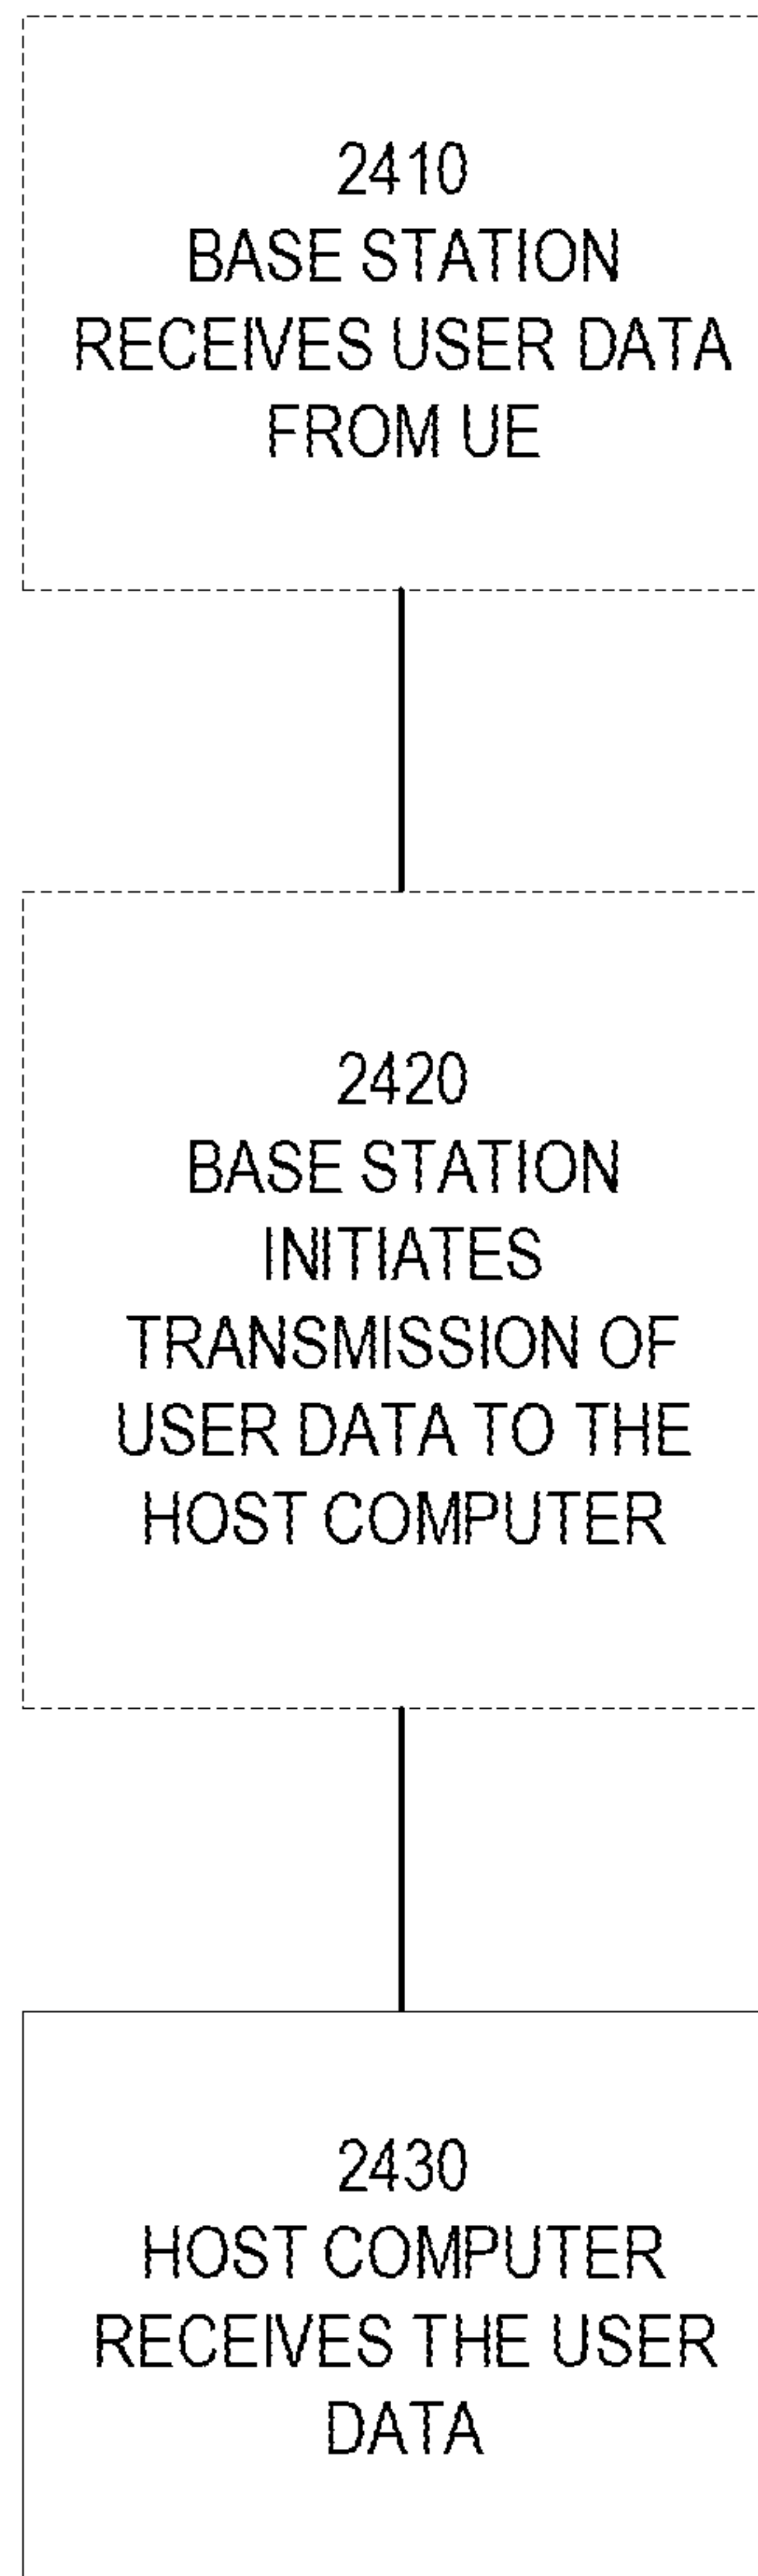 2410
BASE STATION
RECEIVES USER DATA
FROM UE
2420
BASE STATION
INITIATES
TRANSMISSION OF
USER DATA TO THE
HOST COMPUTER
2430
HOST COMPUTER
RECEIVES THE USER
DATA